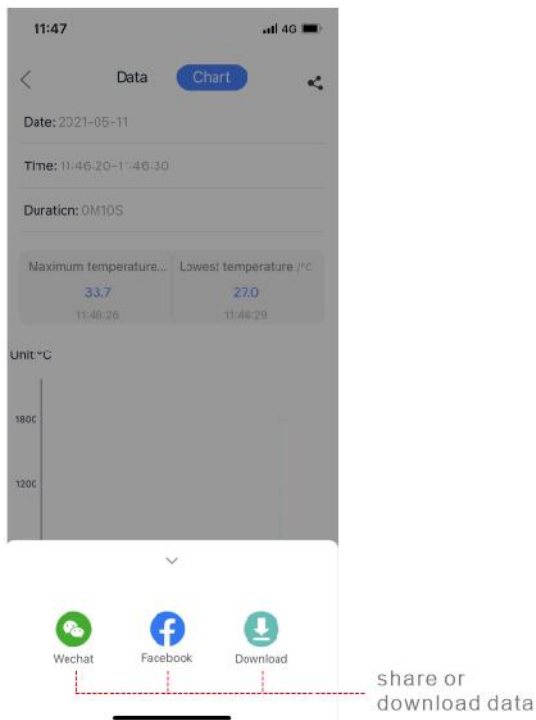 11:47
4G
Data Chart
Date: 2021-05-11
Time: 11:46:20-11:46:30
Duration: 0M10S
Maximum temperature... Lowest temperature /°C
33.7 27.0
11:46:26 11:46:29
Unit:°C
1800
1200
Wechat Facebook Download
share or
download data